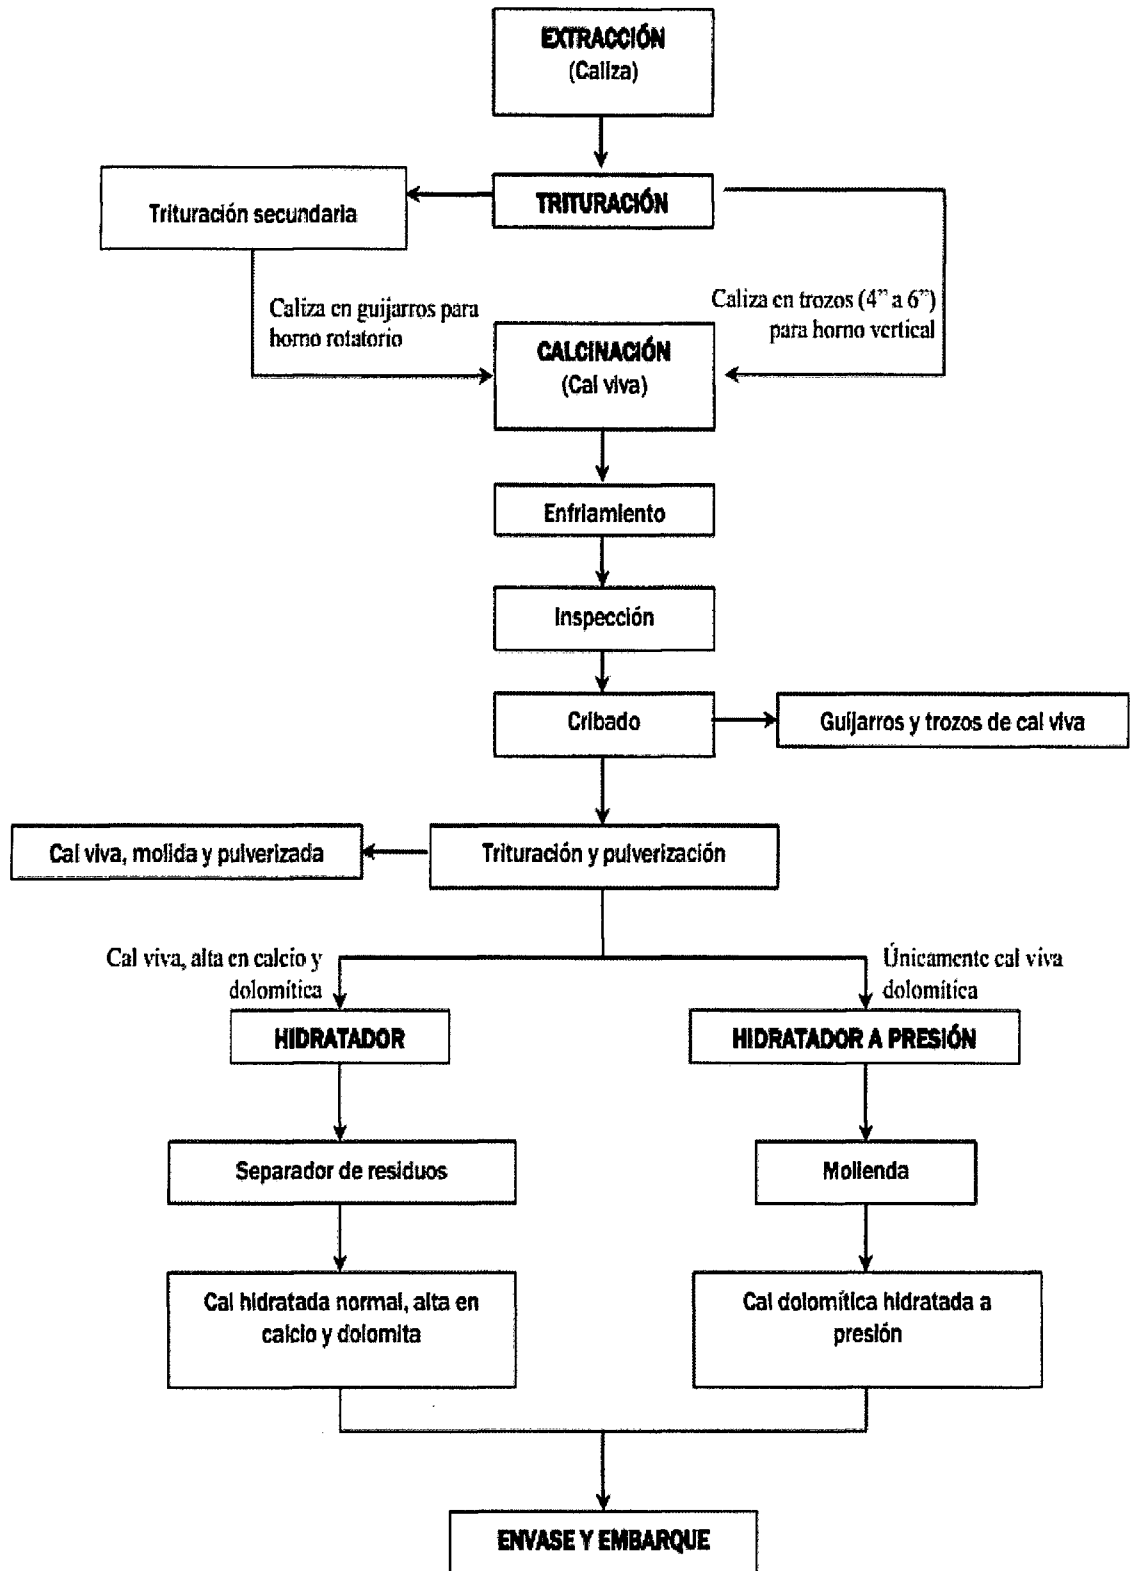 EXTRACCIÓN
(Caliza)
TRITURACIÓN
Trituración secundaria
Caliza en guijarros para
horno rotatorio
Caliza en trozos (4” a 6”)
para horno vertical
CALCINACIÓN
(Cal viva)
Enfriamiento
Inspección
Cribado
Guijarros y trozos de cal viva
Cal viva, molida y pulverizada
Trituración y pulverización
Cal viva, alta en calcio y
dolomítica
Únicamente cal viva
dolomítica
HIDRATADOR
HIDRATADOR A PRESIÓN
Separador de residuos
Molienda
Cal hidratada normal, alta en
calcio y dolomita
Cal dolomítica hidratada a
presión
ENVASE Y EMBARQUE